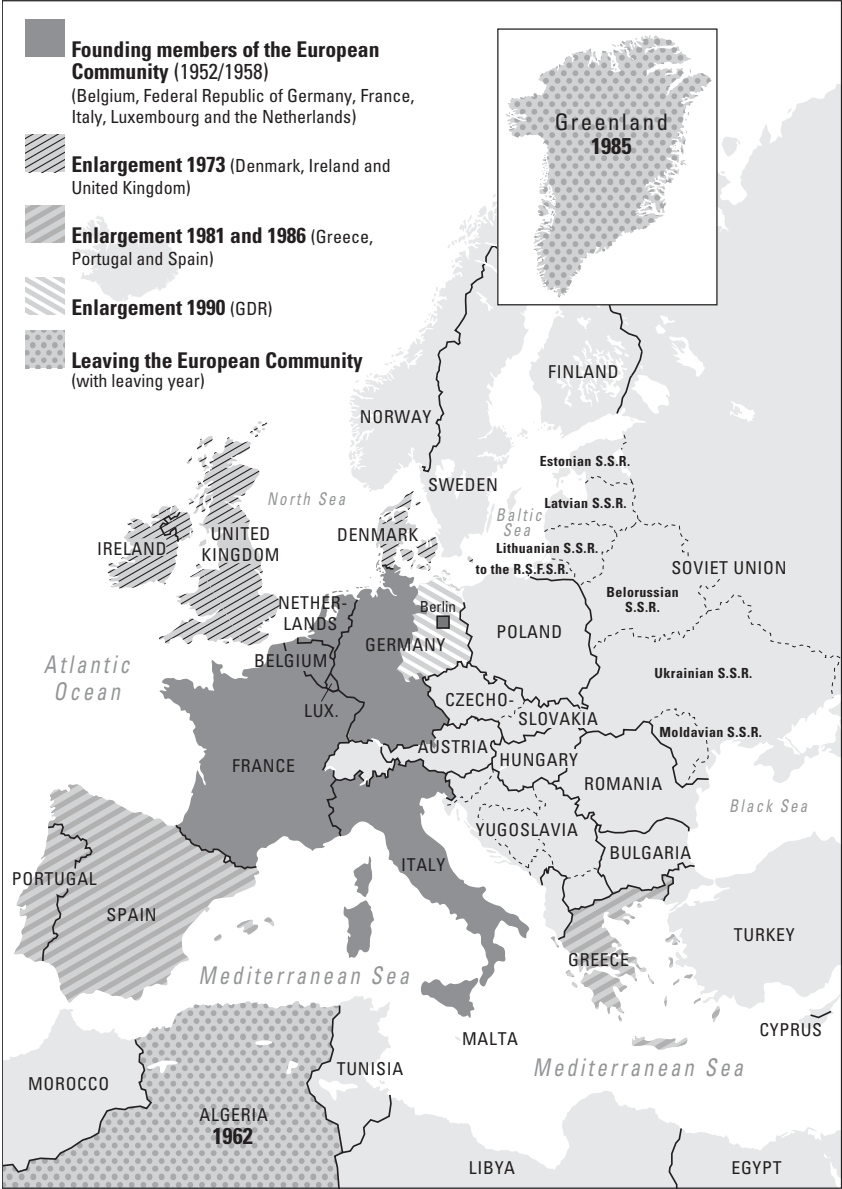 Founding members of the European
Community (1952/1958)
(Belgium, Federal Republic of Germany, France,
Italy, Luxembourg and the Netherlands)
Enlargement 1973 (Denmark, Ireland and
United Kingdom)
Enlargement 1981 and 1986 (Greece,
Portugal and Spain)
Enlargement 1990 (GDR)
Leaving the European Community
(with leaving year)
Greenland
1985
FINLAND
NORWAY
SWEDEN
Estonian S.S.R.
Latvian S.S.R.
North Sea
Baltic
Sea
Lithuanian S.S.R.
to the R.S.F.S.R.
SOVIET UNION
Belorussian
S.S.R.
IRELAND
UNITED
KINGDOM
DENMARK
NETHER-
LANDS
Berlin
GERMANY
POLAND
BELGIUM
LUX.
Atlantic
Ocean
Ukrainian S.S.R.
CZECHO-
SLOVAKIA
Moldavian S.S.R.
AUSTRIA
HUNGARY
FRANCE
ROMANIA
Black Sea
YUGOSLAVIA
BULGARIA
ITALY
PORTUGAL
SPAIN
TURKEY
GREECE
Mediterranean Sea
CYPRUS
MALTA
Mediterranean Sea
MOROCCO
TUNISIA
ALGERIA
1962
LIBYA
EGYPT